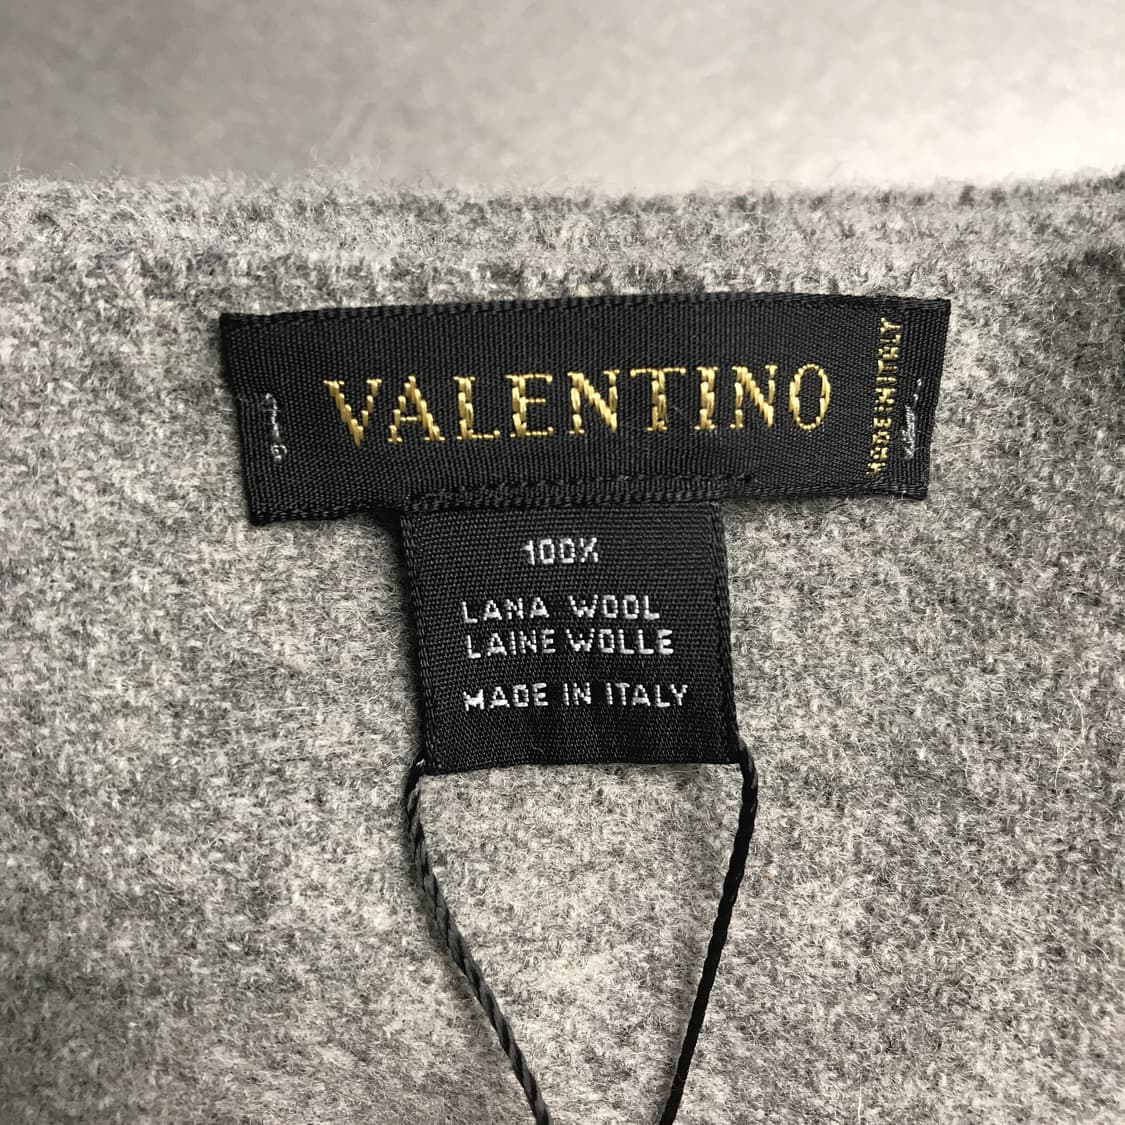 VALENTINO
MADE IN ITALY
100%
LANA WOOL
LAINE WOLLE
MADE IN ITALY